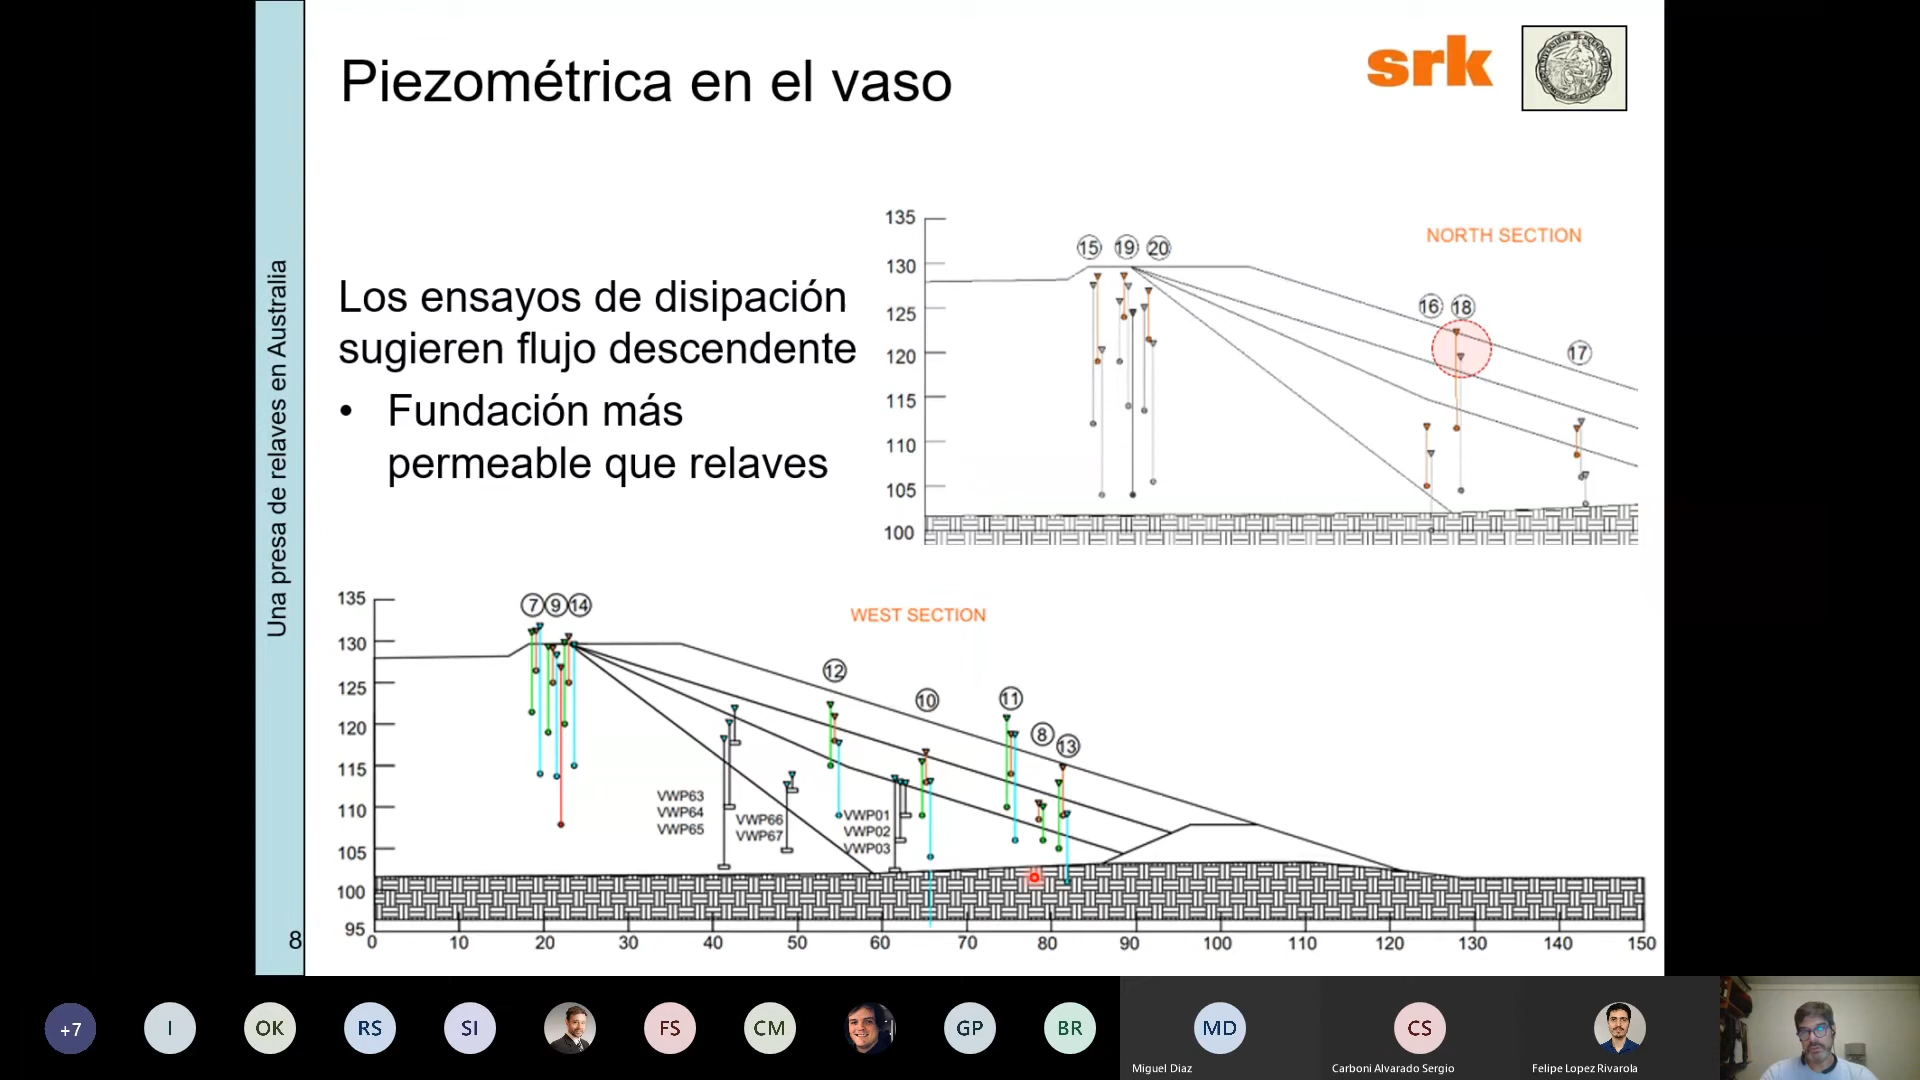 Piezométrica en el vaso
srk
Una presa de relaves en Australia
8
Los ensayos de disipación
sugieren flujo descendente
• Fundación más
permeable que relaves
NORTH SECTION
135
130
125
120
115
110
105
100
15 19 20
16 18
17
WEST SECTION
135
130
125
120
115
110
105
100
95
7 9 14
12
10
11
8
13
VWP63
VWP64
VWP65
VWP66
VWP67
VWP01
VWP02
VWP03
0 10 20 30 40 50 60 70 80 90 100 110 120 130 140 150
+7 I OK RS SI FS CM GP BR MD CS
Miguel Diaz
Carboni Alvarado Sergio
Felipe Lopez Rivarola